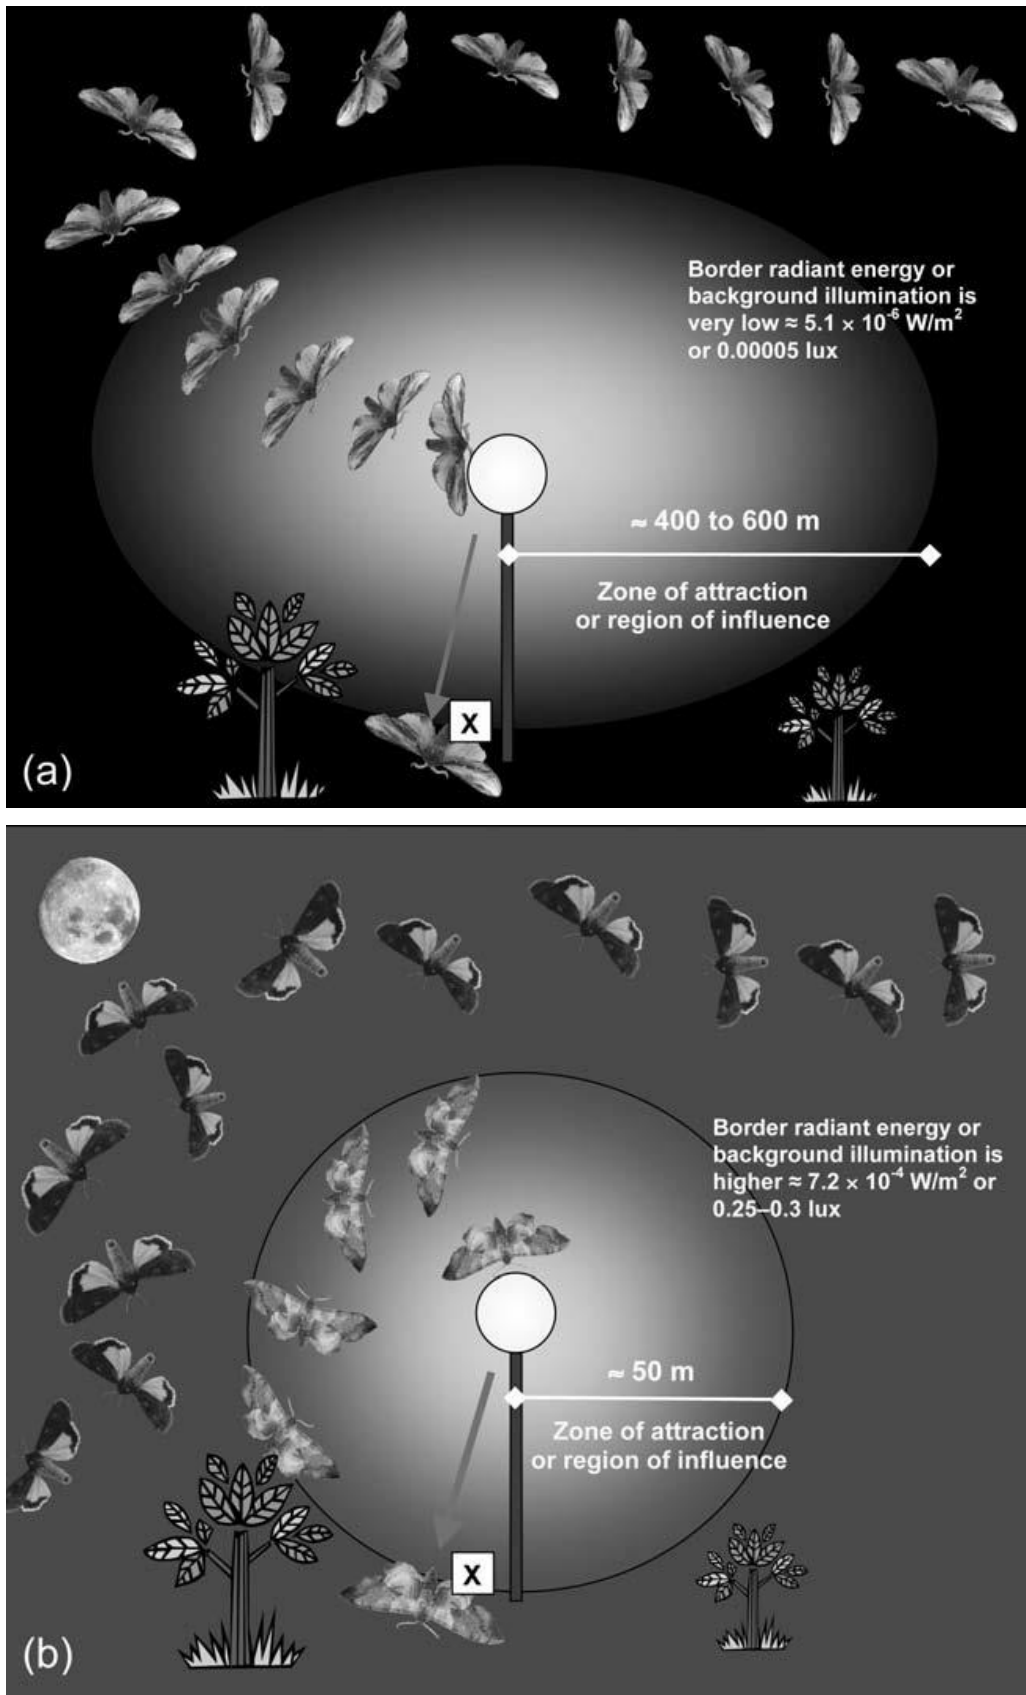 Border radiant energy or
background illumination is
very low ≈ 5.1 × 10⁻⁶ W/m²
or 0.00005 lux
≈ 400 to 600 m
Zone of attraction
or region of influence
X
(a)
Border radiant energy or
background illumination is
higher ≈ 7.2 × 10⁻⁴ W/m² or
0.25–0.3 lux
≈ 50 m
Zone of attraction
or region of influence
X
(b)